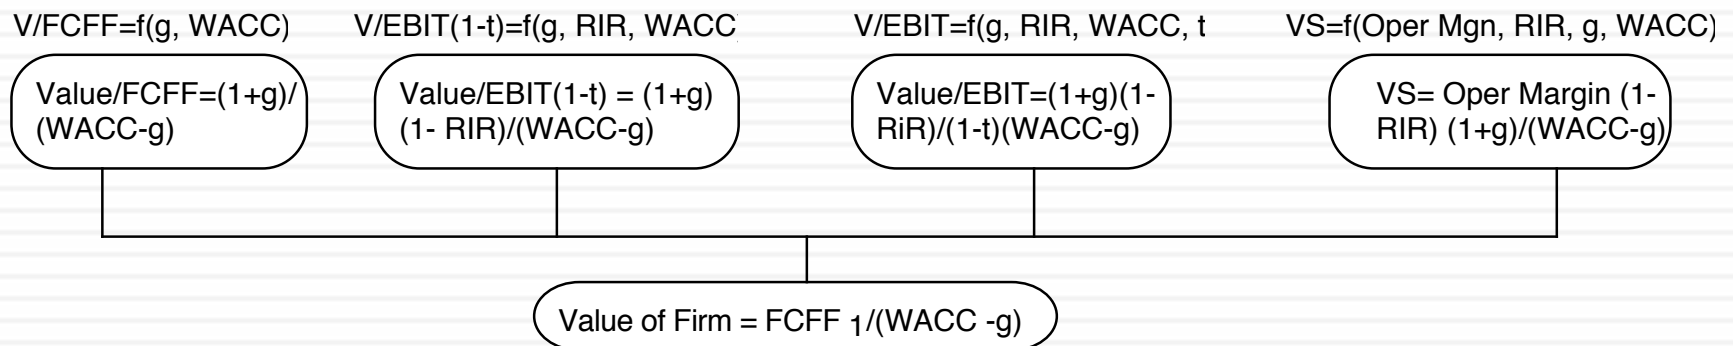 V/FCFF=f(g, WACC)
V/EBIT(1-t)=f(g, RIR, WACC
V/EBIT=f(g, RIR, WACC, t
VS=f(Oper Mgn, RIR, g, WACC)
Value/FCFF=(1+g)/
(WACC-g)
Value/EBIT(1-t) = (1+g)
(1- RIR)/(WACC-g)
Value/EBIT=(1+g)(1-
RiR)/(1-t)(WACC-g)
VS= Oper Margin (1-
RIR) (1+g)/(WACC-g)
Value of Firm = FCFF 1/(WACC -g)